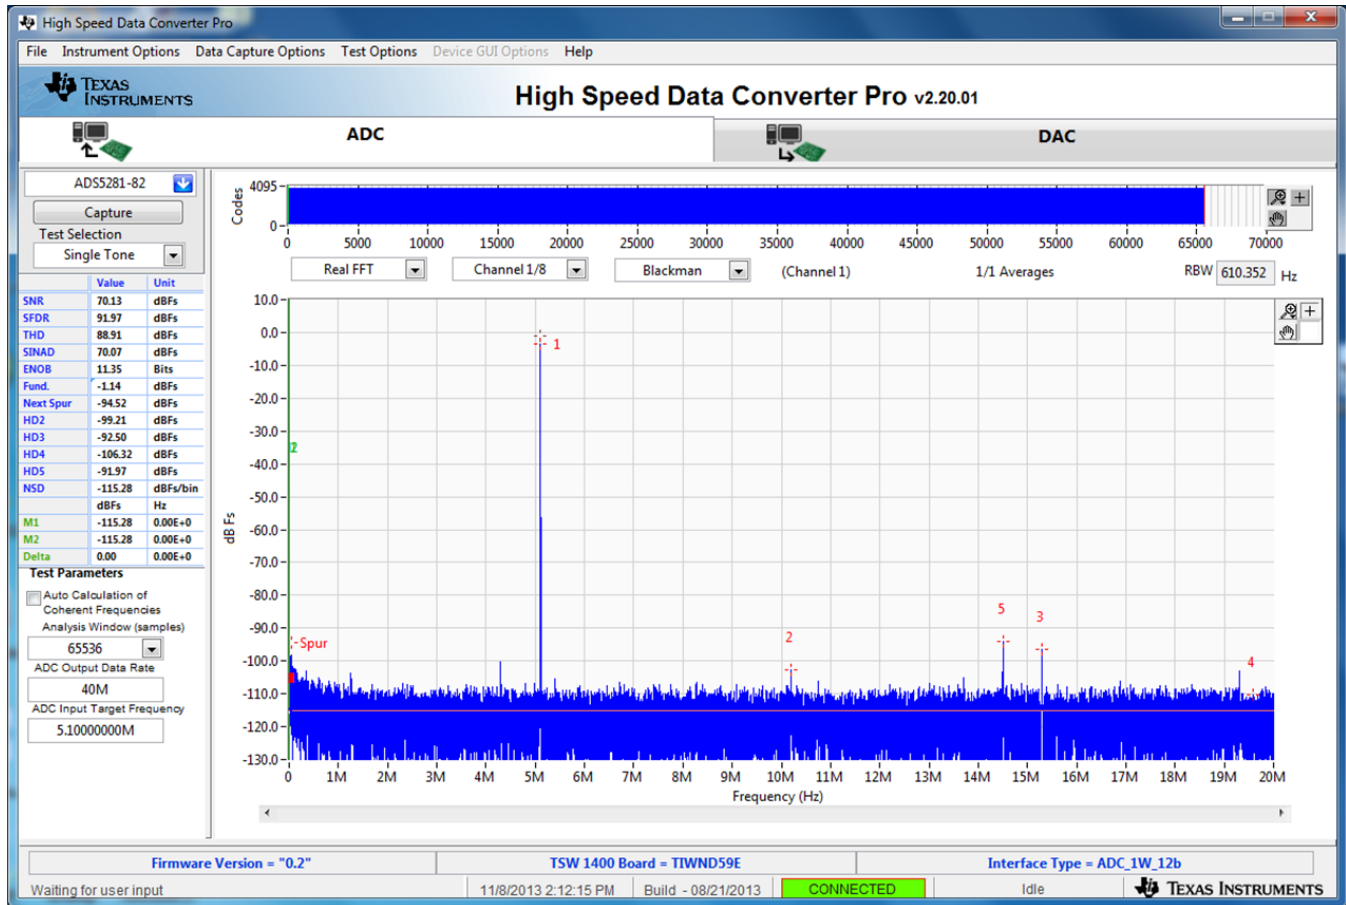 High Speed Data Converter Pro
File Instrument Options Data Capture Options Test Options Device GUI Options Help
TEXAS INSTRUMENTS
High Speed Data Converter Pro v2.20.01
ADC
DAC
ADS5281-82
Capture
Test Selection
Single Tone
Value Unit
SNR 70.13 dBFs
SFDR 91.97 dBFs
THD 88.91 dBFs
SINAD 70.07 dBFs
ENOB 11.35 Bits
Fund. -1.14 dBFs
Next Spur -94.52 dBFs
HD2 -99.21 dBFs
HD3 -92.50 dBFs
HD4 -106.32 dBFs
HD5 -91.97 dBFs
NSD -115.28 dBFs/bin
dBFs Hz
M1 -115.28 0.00E+0
M2 -115.28 0.00E+0
Delta 0.00 0.00E+0
Test Parameters
Auto Calculation of
Coherent Frequencies
Analysis Window (samples)
65536
ADC Output Data Rate
40M
ADC Input Target Frequency
5.10000000M
Codes
4095
0
0 5000 10000 15000 20000 25000 30000 35000 40000 45000 50000 55000 60000 65000 70000
Real FFT Channel 1/8 Blackman (Channel 1) 1/1 Averages RBW 610.352 Hz
dB Fs
10.0
0.0
-10.0
-20.0
-30.0
-40.0
-50.0
-60.0
-70.0
-80.0
-90.0
-100.0
-110.0
-120.0
-130.0
1
2
Spur
2
5
3
4
0 1M 2M 3M 4M 5M 6M 7M 8M 9M 10M 11M 12M 13M 14M 15M 16M 17M 18M 19M 20M
Frequency (Hz)
Firmware Version = "0.2" TSW 1400 Board = TIWND59E Interface Type = ADC_1W_12b
Waiting for user input 11/8/2013 2:12:15 PM Build - 08/21/2013 CONNECTED Idle TEXAS INSTRUMENTS